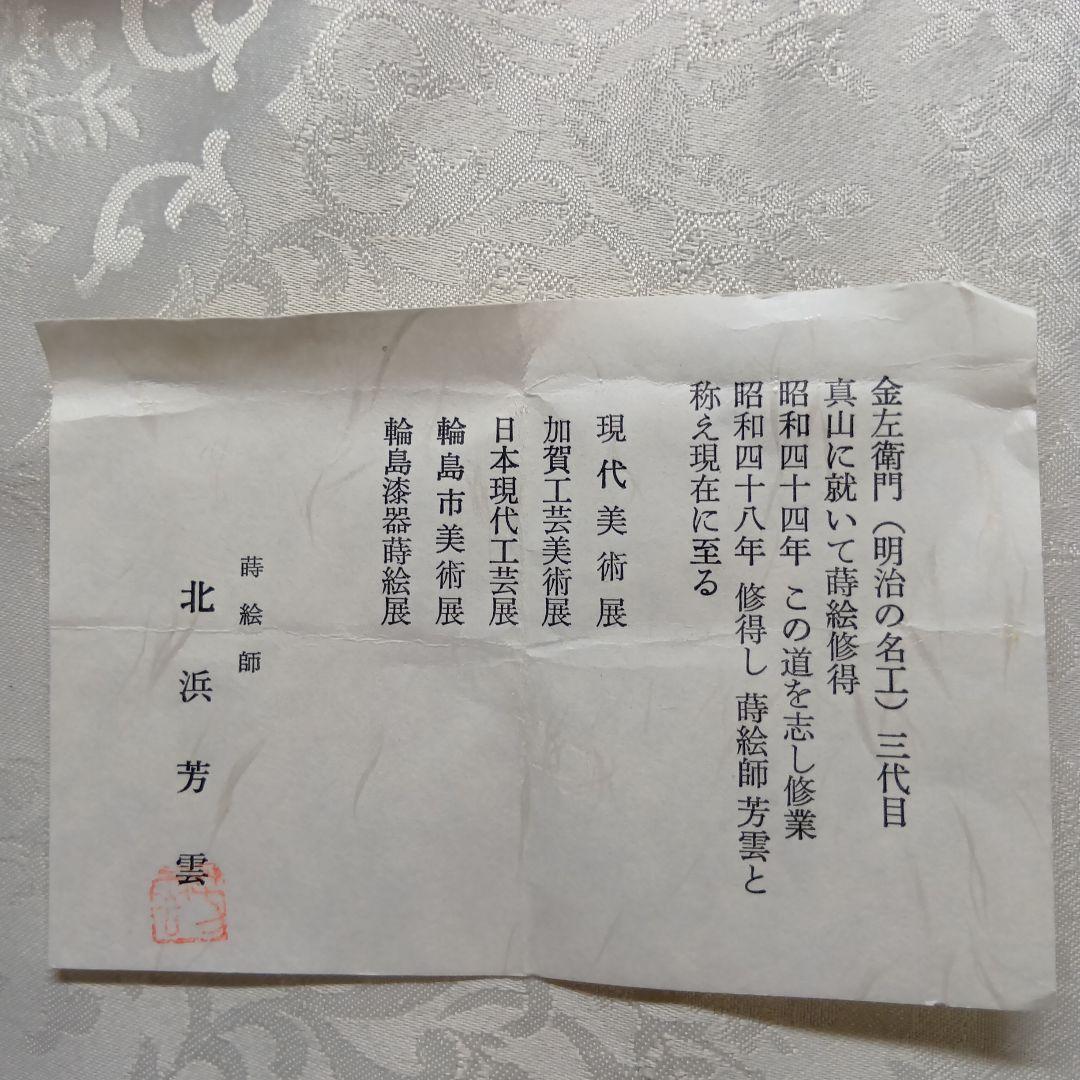 金左衛門（明治の名工）三代目
真山に就いて蒔絵修得
昭和四十四年 この道を志し修業
昭和四十八年 修得し 蒔絵師芳雲と
称え現在に至る
現代美術展
加賀工芸美術展
日本現代工芸展
輪島市美術展
輪島漆器蒔絵展
蒔絵師
北浜芳雲